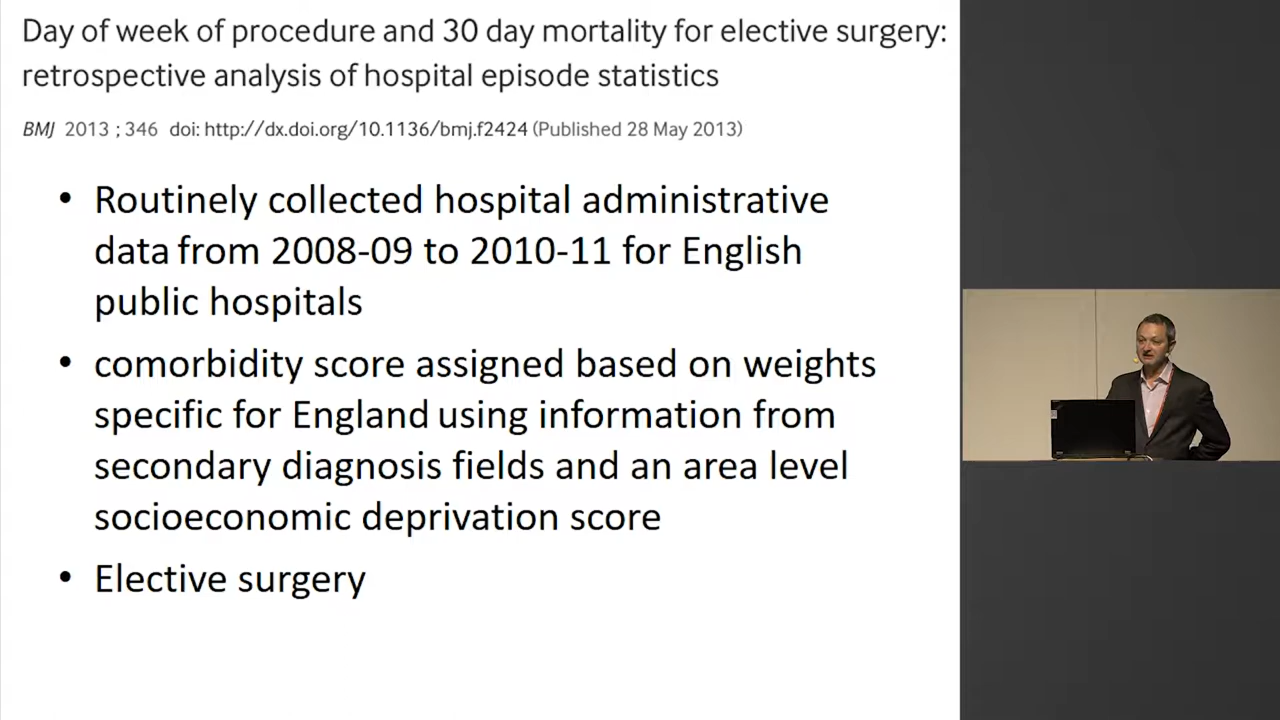 Day of week of procedure and 30 day mortality for elective surgery:
retrospective analysis of hospital episode statistics
BMJ 2013 ; 346 doi: http://dx.doi.org/10.1136/bmj.f2424 (Published 28 May 2013)
• Routinely collected hospital administrative
data from 2008-09 to 2010-11 for English
public hospitals
• comorbidity score assigned based on weights
specific for England using information from
secondary diagnosis fields and an area level
socioeconomic deprivation score
• Elective surgery